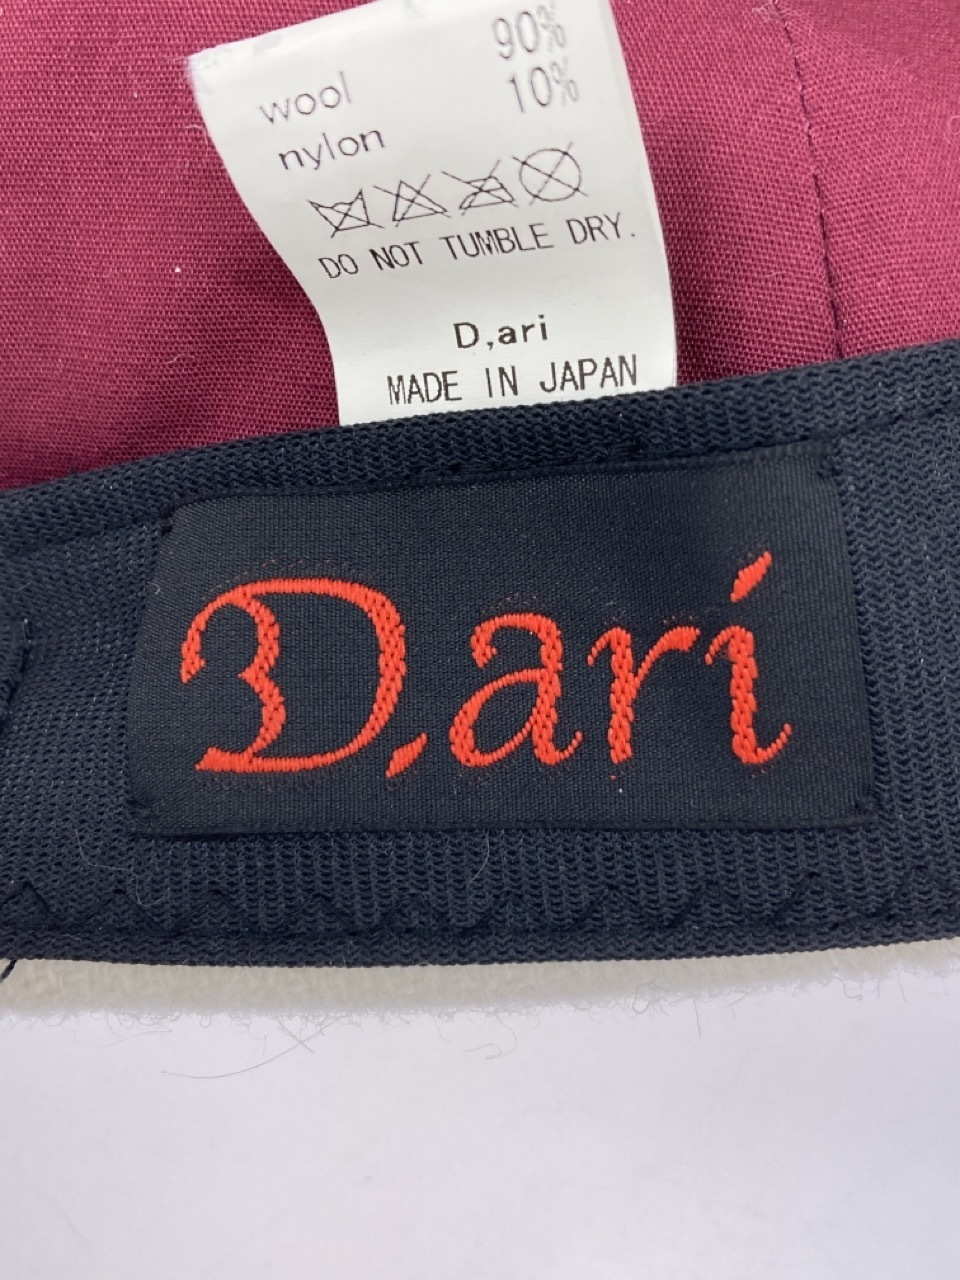 wool 90%
nylon 10%
DO NOT TUMBLE DRY.
D,ari
MADE IN JAPAN
D,ari